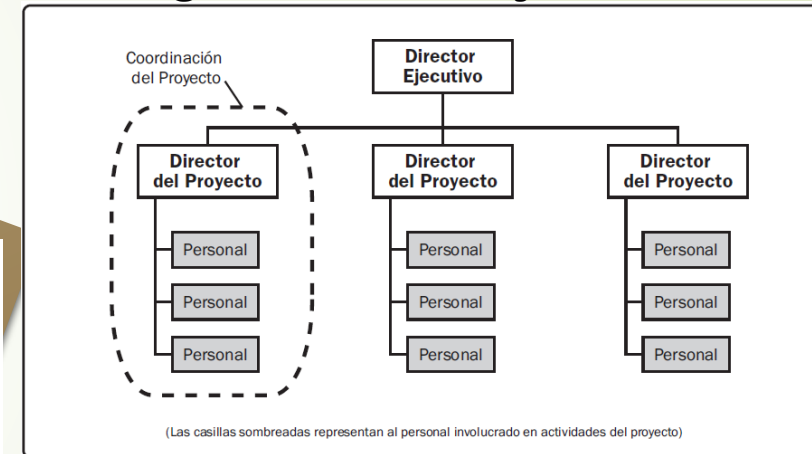 Coordinación
del Proyecto
Director
Ejecutivo
Director
del Proyecto
Director
del Proyecto
Director
del Proyecto
Personal
Personal
Personal
Personal
Personal
Personal
Personal
Personal
Personal
(Las casillas sombreadas representan al personal involucrado en actividades del proyecto)